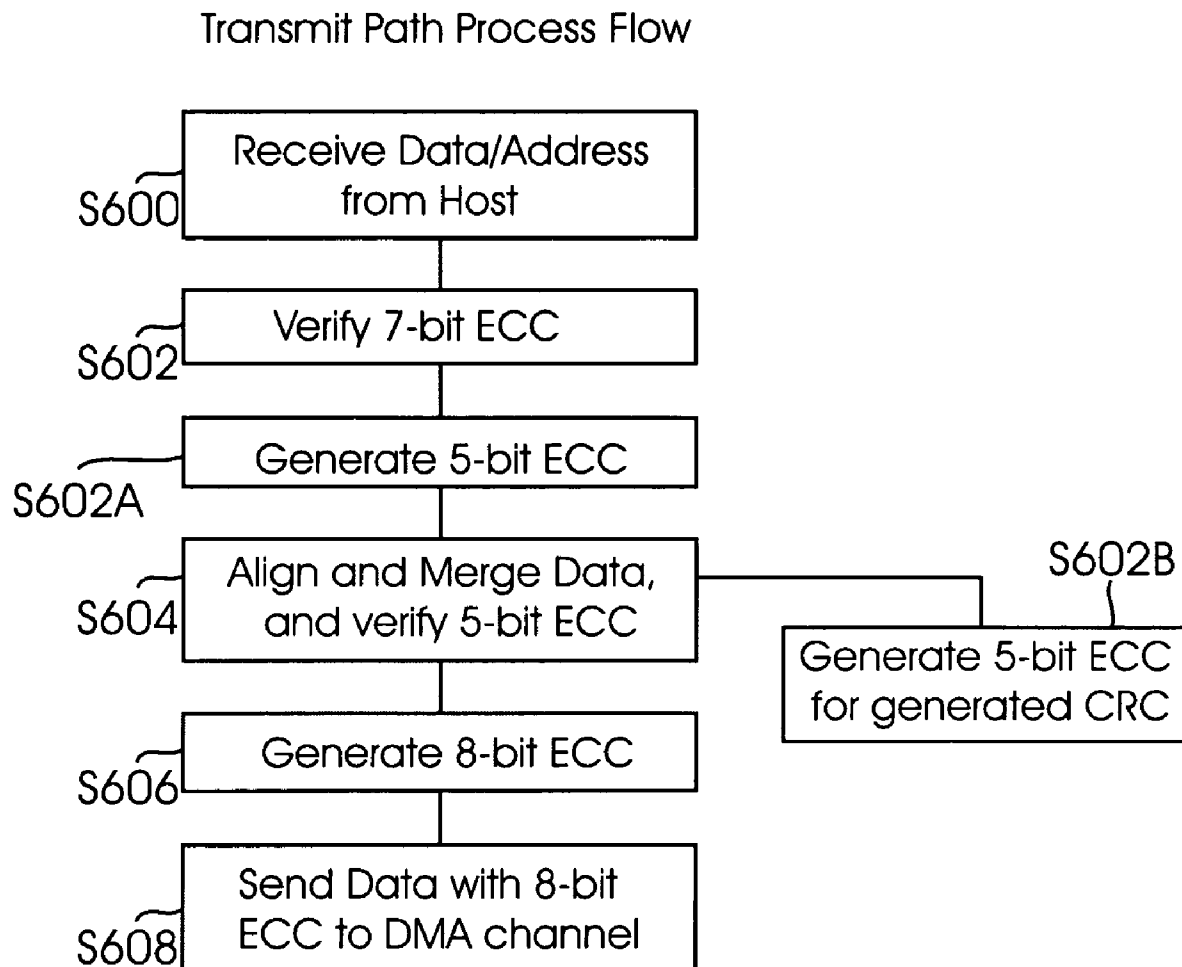 Transmit Path Process Flow
Receive Data/Address
from Host
S600
Verify 7-bit ECC
S602
Generate 5-bit ECC
S602A
Align and Merge Data,
and verify 5-bit ECC
S604
S602B
Generate 5-bit ECC
for generated CRC
Generate 8-bit ECC
S606
Send Data with 8-bit
ECC to DMA channel
S608